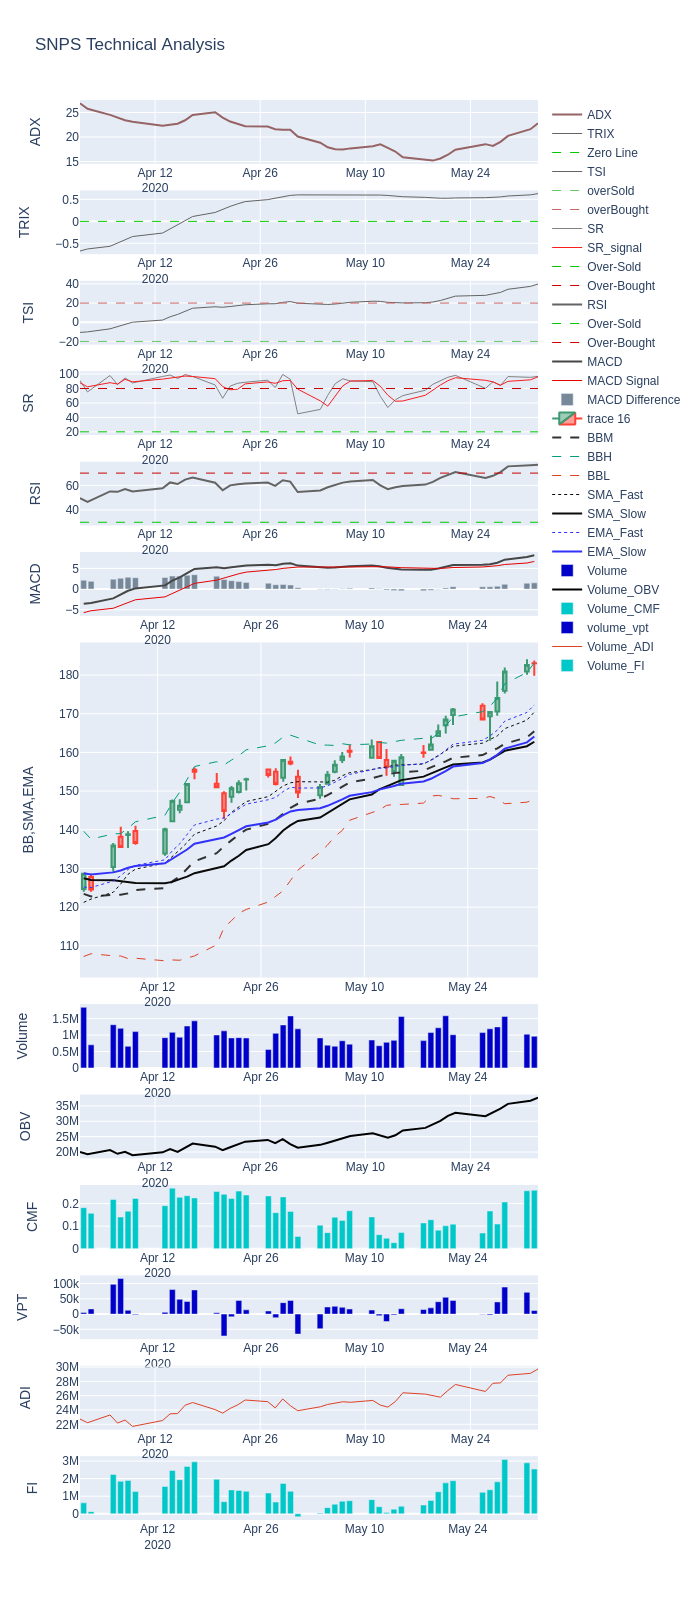 SNPS Technical Analysis
ADX
25
20
15
Apr 12
2020
Apr 26
May 10
May 24
TRIX
0.5
0
−0.5
Apr 12
2020
Apr 26
May 10
May 24
TSI
40
20
0
−20
Apr 12
2020
Apr 26
May 10
May 24
SR
100
80
60
40
20
Apr 12
2020
Apr 26
May 10
May 24
RSI
60
40
Apr 12
2020
Apr 26
May 10
May 24
MACD
5
0
−5
Apr 12
2020
Apr 26
May 10
May 24
BB,SMA,EMA
180
170
160
150
140
130
120
110
Apr 12
2020
Apr 26
May 10
May 24
Volume
1.5M
1M
0.5M
0
Apr 12
2020
Apr 26
May 10
May 24
OBV
35M
30M
25M
20M
Apr 12
2020
Apr 26
May 10
May 24
CMF
0.2
0.1
0
Apr 12
2020
Apr 26
May 10
May 24
VPT
100k
50k
0
−50k
Apr 12
2020
Apr 26
May 10
May 24
ADI
30M
28M
26M
24M
22M
Apr 12
2020
Apr 26
May 10
May 24
FI
3M
2M
1M
0
Apr 12
2020
Apr 26
May 10
May 24
ADX
TRIX
Zero Line
TSI
overSold
overBought
SR
SR_signal
Over-Sold
Over-Bought
RSI
Over-Sold
Over-Bought
MACD
MACD Signal
MACD Difference
trace 16
BBM
BBH
BBL
SMA_Fast
SMA_Slow
EMA_Fast
EMA_Slow
Volume
Volume_OBV
Volume_CMF
volume_vpt
Volume_ADI
Volume_FI